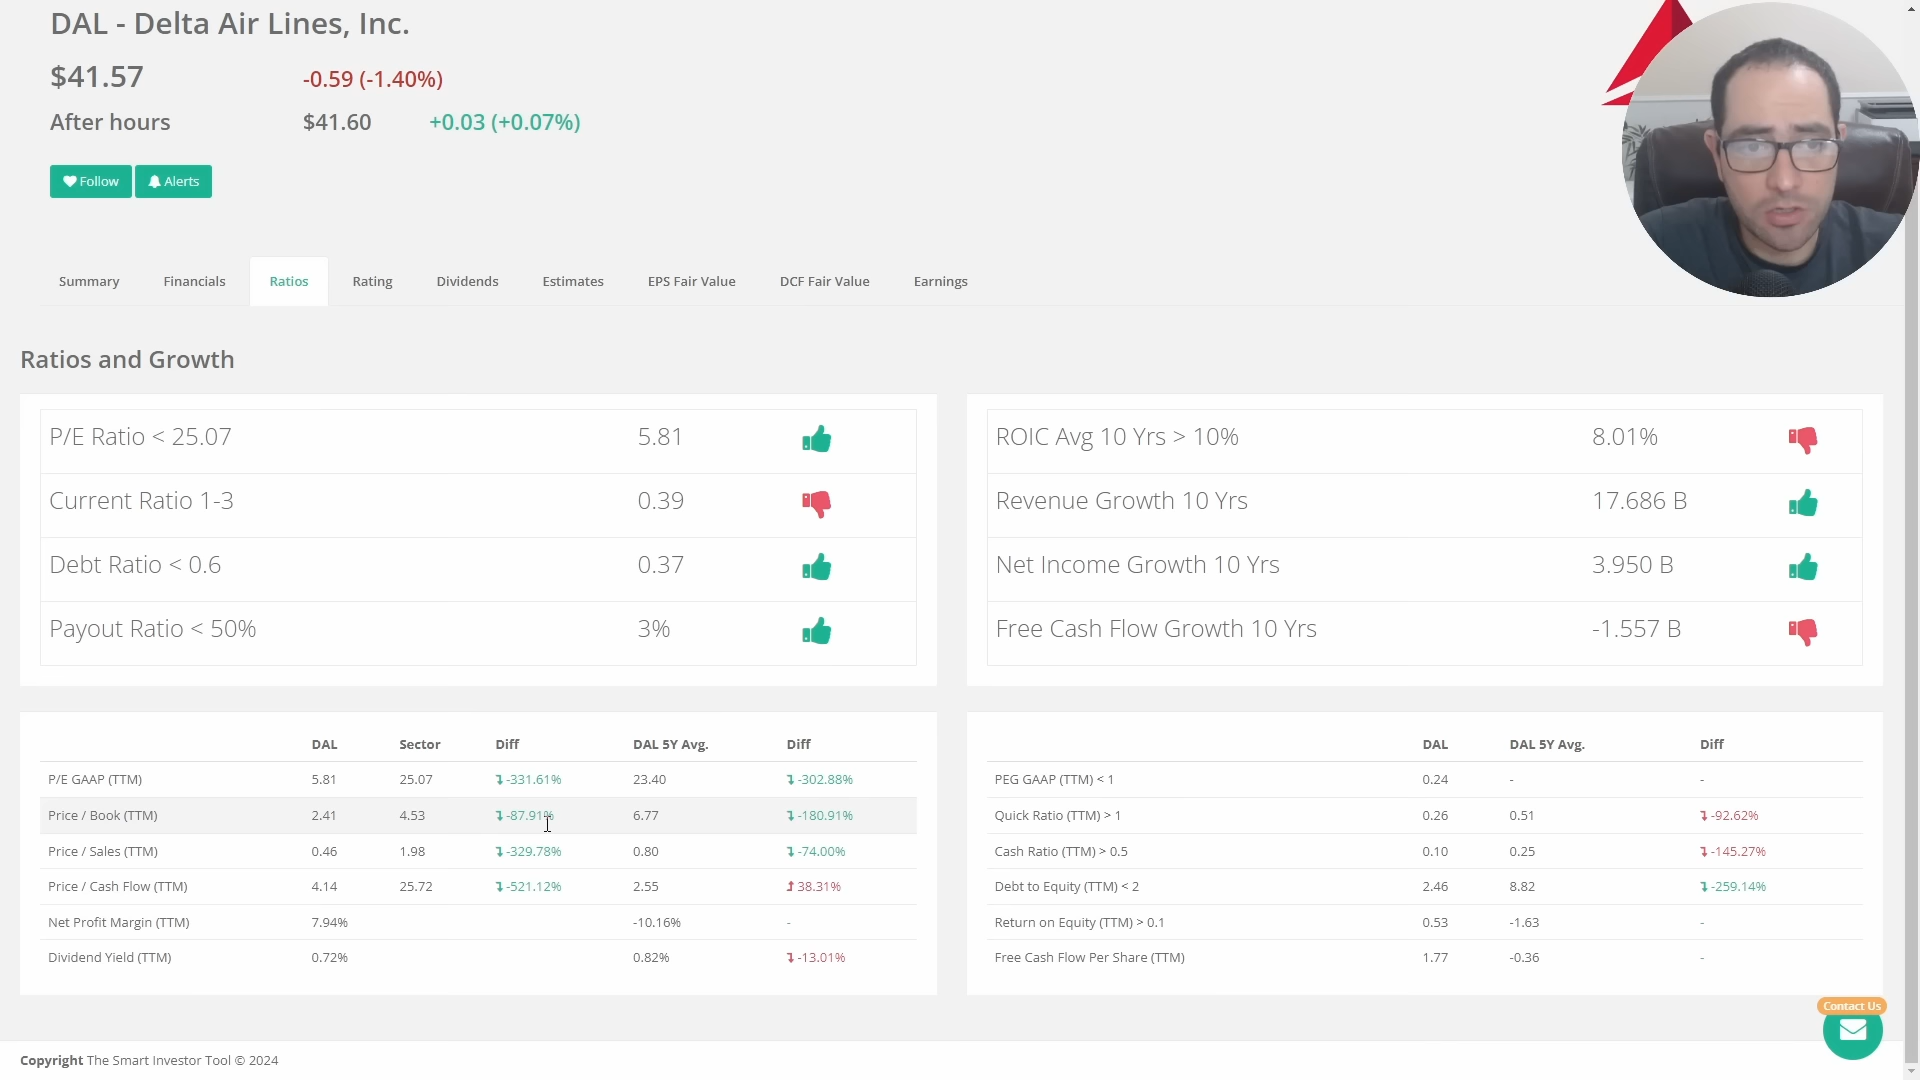 DAL - Delta Air Lines, Inc.
$41.57 -0.59 (-1.40%)
After hours $41.60 +0.03 (+0.07%)
Follow Alerts
Summary Financials Ratios Rating Dividends Estimates EPS Fair Value DCF Fair Value Earnings
Ratios and Growth
P/E Ratio < 25.07 5.81
Current Ratio 1-3 0.39
Debt Ratio < 0.6 0.37
Payout Ratio < 50% 3%
ROIC Avg 10 Yrs > 10% 8.01%
Revenue Growth 10 Yrs 17.686 B
Net Income Growth 10 Yrs 3.950 B
Free Cash Flow Growth 10 Yrs -1.557 B
DAL Sector Diff DAL 5Y Avg. Diff
P/E GAAP (TTM) 5.81 25.07 -331.61% 23.40 -302.88%
Price / Book (TTM) 2.41 4.53 -87.91% 6.77 -180.91%
Price / Sales (TTM) 0.46 1.98 -329.78% 0.80 -74.00%
Price / Cash Flow (TTM) 4.14 25.72 -521.12% 2.55 38.31%
Net Profit Margin (TTM) 7.94% -10.16% -
Dividend Yield (TTM) 0.72% 0.82% -13.01%
DAL DAL 5Y Avg. Diff
PEG GAAP (TTM) < 1 0.24 - -
Quick Ratio (TTM) > 1 0.26 0.51 -92.62%
Cash Ratio (TTM) > 0.5 0.10 0.25 -145.27%
Debt to Equity (TTM) < 2 2.46 8.82 -259.14%
Return on Equity (TTM) > 0.1 0.53 -1.63 -
Free Cash Flow Per Share (TTM) 1.77 -0.36 -
Contact Us
Copyright The Smart Investor Tool © 2024